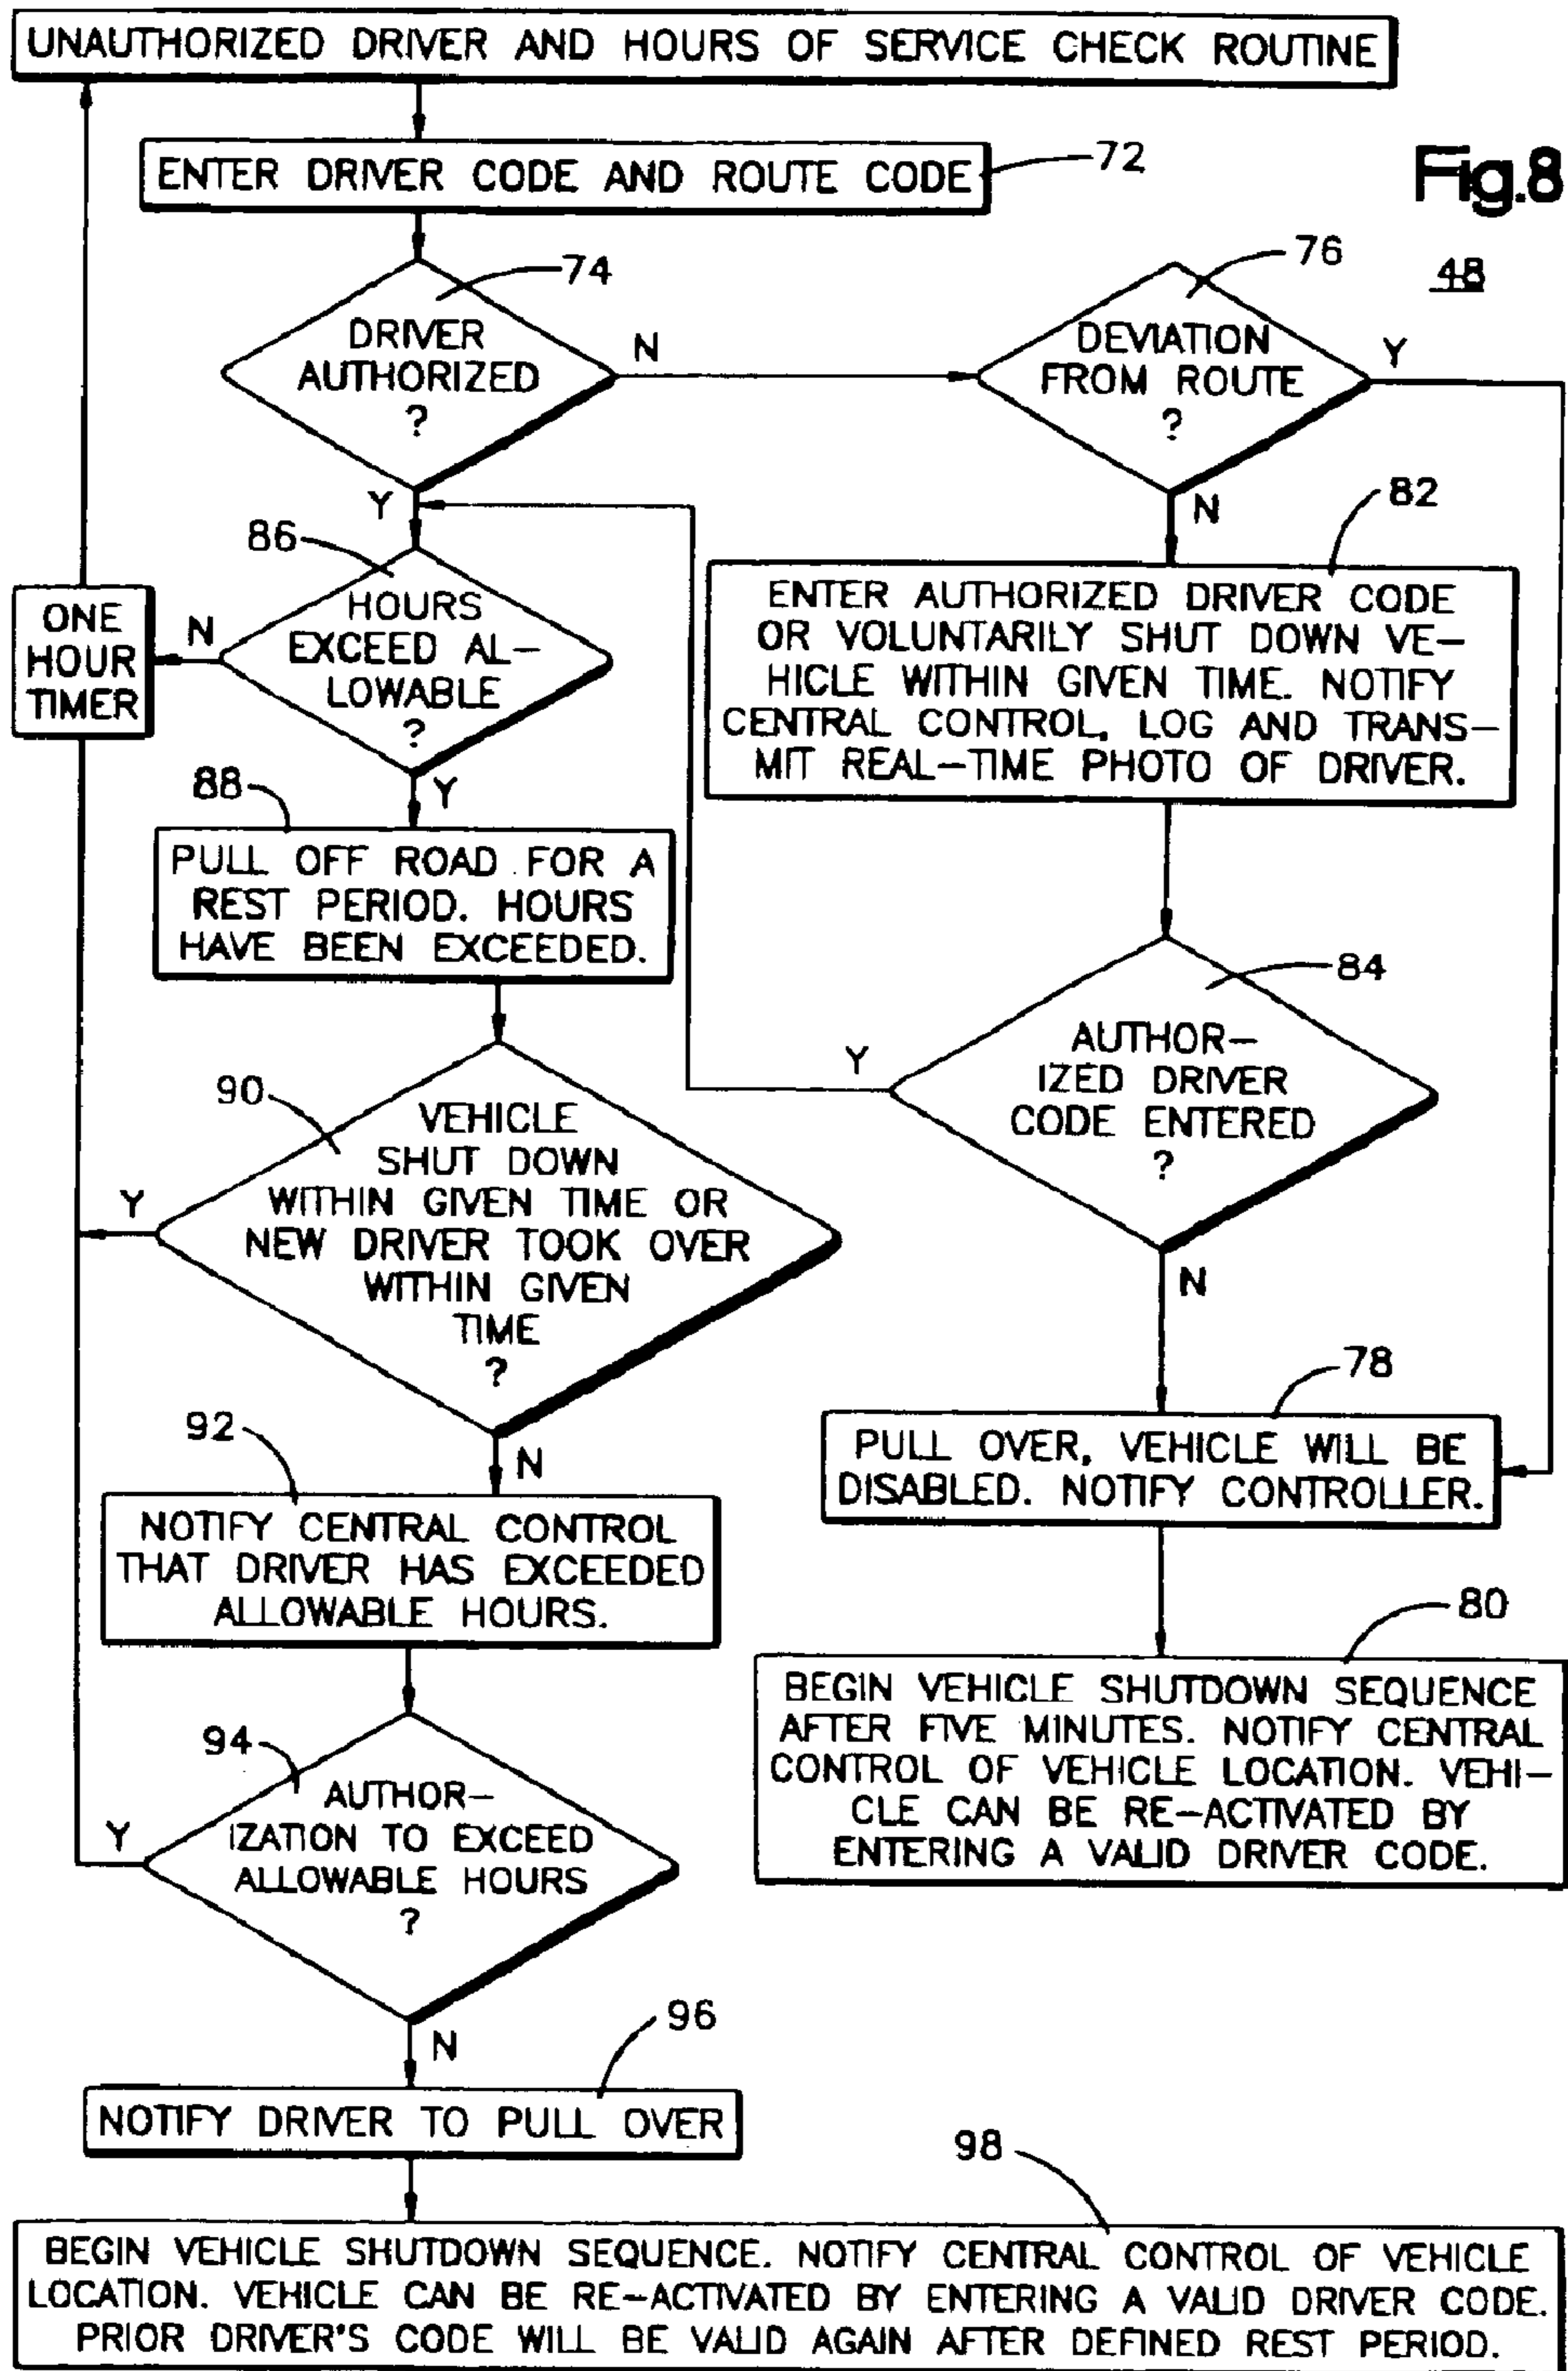 UNAUTHORIZED DRIVER AND HOURS OF SERVICE CHECK ROUTINE
ENTER DRIVER CODE AND ROUTE CODE
72
Fig.8
48
74
DRIVER
AUTHORIZED
?
N
Y
76
DEVIATION
FROM ROUTE
?
Y
N
82
ENTER AUTHORIZED DRIVER CODE
OR VOLUNTARILY SHUT DOWN VE-
HICLE WITHIN GIVEN TIME. NOTIFY
CENTRAL CONTROL, LOG AND TRANS-
MIT REAL-TIME PHOTO OF DRIVER.
86
HOURS
EXCEED AL-
LOWABLE
?
N
Y
ONE
HOUR
TIMER
88
PULL OFF ROAD FOR A
REST PERIOD. HOURS
HAVE BEEN EXCEEDED.
84
AUTHOR-
IZED DRIVER
CODE ENTERED
?
Y
N
90
VEHICLE
SHUT DOWN
WITHIN GIVEN TIME OR
NEW DRIVER TOOK OVER
WITHIN GIVEN
TIME
?
Y
N
78
PULL OVER, VEHICLE WILL BE
DISABLED. NOTIFY CONTROLLER.
92
NOTIFY CENTRAL CONTROL
THAT DRIVER HAS EXCEEDED
ALLOWABLE HOURS.
80
BEGIN VEHICLE SHUTDOWN SEQUENCE
AFTER FIVE MINUTES. NOTIFY CENTRAL
CONTROL OF VEHICLE LOCATION. VEHI-
CLE CAN BE RE-ACTIVATED BY
ENTERING A VALID DRIVER CODE.
94
AUTHOR-
IZATION TO EXCEED
ALLOWABLE HOURS
?
Y
N
96
NOTIFY DRIVER TO PULL OVER
98
BEGIN VEHICLE SHUTDOWN SEQUENCE. NOTIFY CENTRAL CONTROL OF VEHICLE
LOCATION. VEHICLE CAN BE RE-ACTIVATED BY ENTERING A VALID DRIVER CODE.
PRIOR DRIVER'S CODE WILL BE VALID AGAIN AFTER DEFINED REST PERIOD.